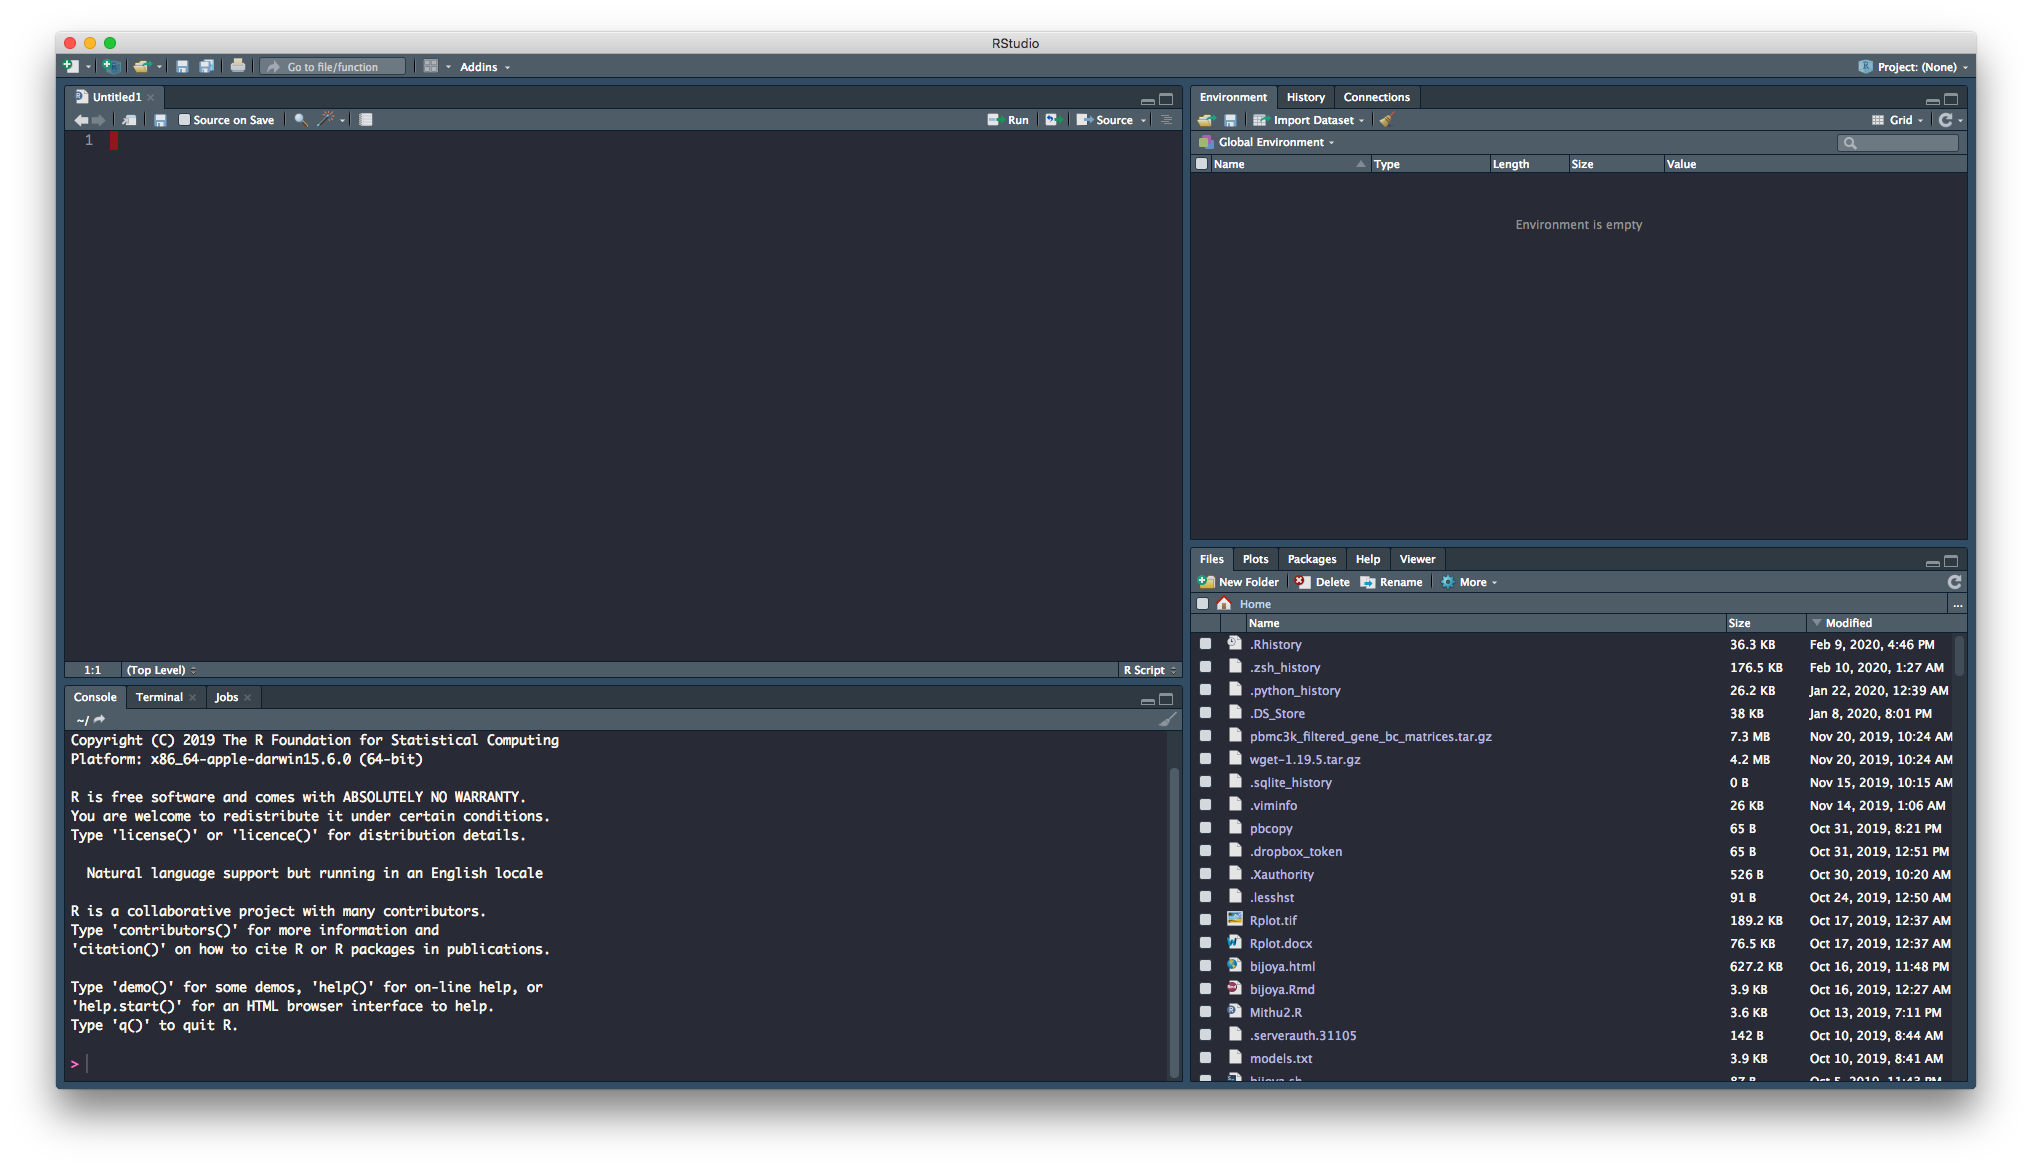 RStudio
Go to file/function
Addins
Project: (None)
Untitled1
Source on Save
Run
Source
1
1:1
(Top Level)
R Script
Console
Terminal
Jobs
~/
Copyright (C) 2019 The R Foundation for Statistical Computing
Platform: x86_64-apple-darwin15.6.0 (64-bit)
R is free software and comes with ABSOLUTELY NO WARRANTY.
You are welcome to redistribute it under certain conditions.
Type 'license()' or 'licence()' for distribution details.
Natural language support but running in an English locale
R is a collaborative project with many contributors.
Type 'contributors()' for more information and
'citation()' on how to cite R or R packages in publications.
Type 'demo()' for some demos, 'help()' for on-line help, or
'help.start()' for an HTML browser interface to help.
Type 'q()' to quit R.
>
Environment History Connections
Import Dataset
Grid
Global Environment
Name Type Length Size Value
Environment is empty
Files Plots Packages Help Viewer
New Folder Delete Rename More
Home
...
Name Size Modified
.Rhistory 36.3 KB Feb 9, 2020, 4:46 PM
.zsh_history 176.5 KB Feb 10, 2020, 1:27 AM
.python_history 26.2 KB Jan 22, 2020, 12:39 AM
.DS_Store 38 KB Jan 8, 2020, 8:01 PM
pbmc3k_filtered_gene_bc_matrices.tar.gz 7.3 MB Nov 20, 2019, 10:24 AM
wget-1.19.5.tar.gz 4.2 MB Nov 20, 2019, 10:24 AM
.sqlite_history 0 B Nov 15, 2019, 10:15 AM
.viminfo 26 KB Nov 14, 2019, 1:06 AM
pbcopy 65 B Oct 31, 2019, 8:21 PM
.dropbox_token 65 B Oct 31, 2019, 12:51 PM
.Xauthority 526 B Oct 30, 2019, 10:20 AM
.lesshst 91 B Oct 24, 2019, 12:50 AM
Rplot.tif 189.2 KB Oct 17, 2019, 12:37 AM
Rplot.docx 76.5 KB Oct 17, 2019, 12:37 AM
bijoya.html 627.2 KB Oct 16, 2019, 11:48 PM
bijoya.Rmd 3.9 KB Oct 16, 2019, 12:27 AM
Mithu2.R 3.6 KB Oct 13, 2019, 7:11 PM
.serverauth.31105 142 B Oct 10, 2019, 8:44 AM
models.txt 3.9 KB Oct 10, 2019, 8:41 AM
bijoya.sh 87 B Oct 5, 2019, 11:43 PM